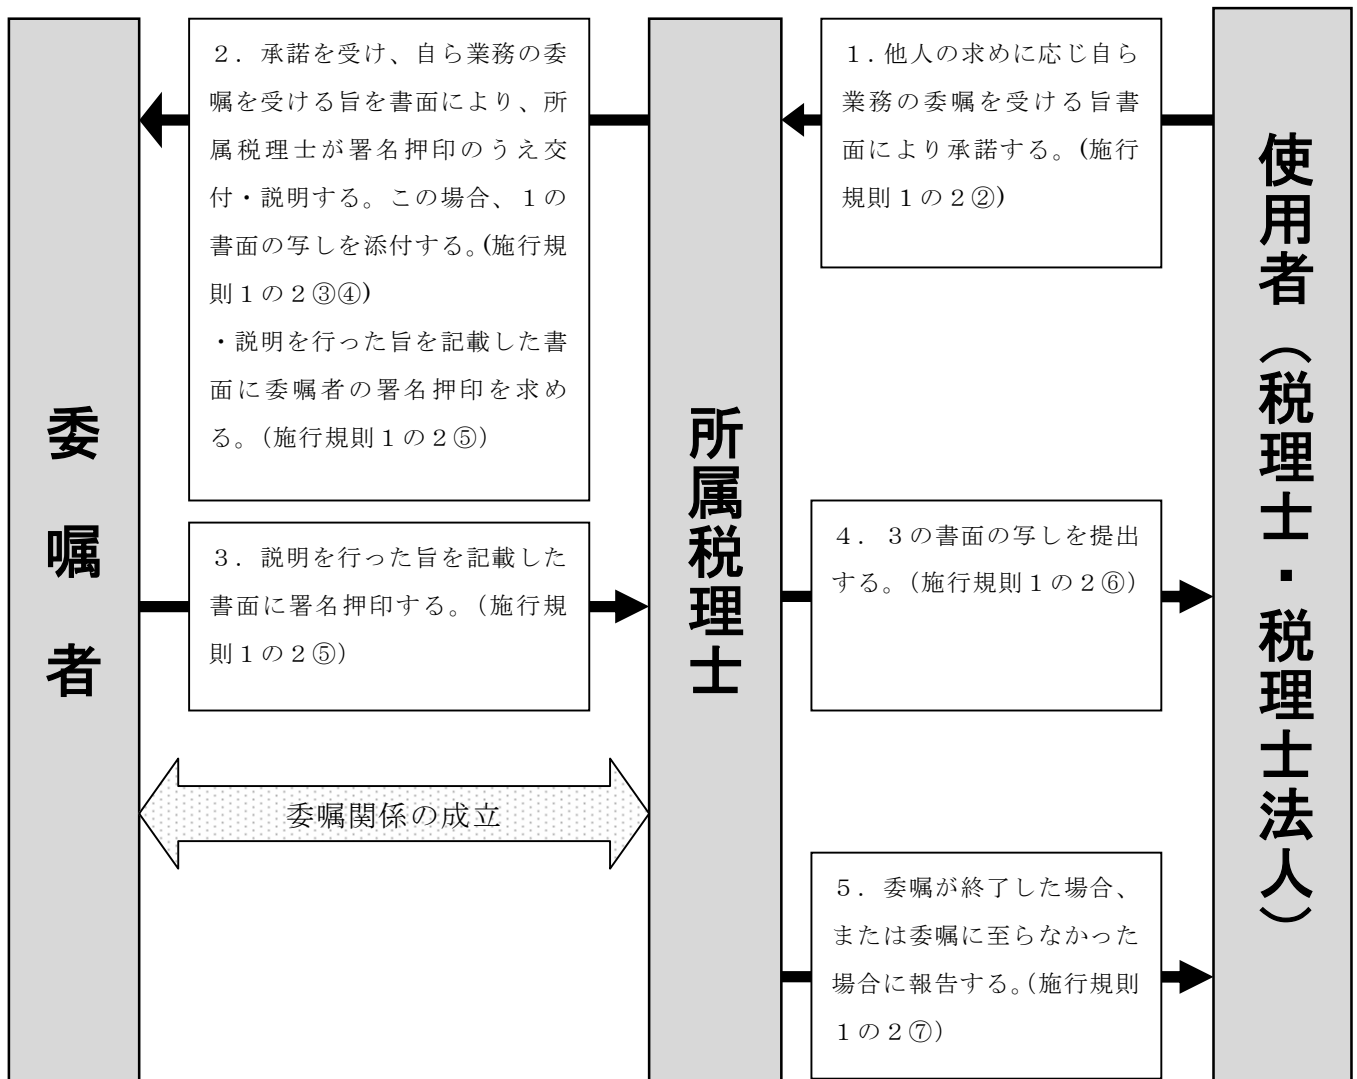 委嘱者
2．承諾を受け、自ら業務の委
嘱を受ける旨を書面により、所
属税理士が署名押印のうえ交
付・説明する。この場合、１の
書面の写しを添付する。(施行規
則１の２③④)
・説明を行った旨を記載した書
面に委嘱者の署名押印を求め
る。（施行規則１の２⑤）
３．説明を行った旨を記載した
書面に署名押印する。（施行規
則１の２⑤）
委嘱関係の成立
所属税理士
１.他人の求めに応じ自ら
業務の委嘱を受ける旨書
面により承諾する。(施行
規則１の２②)
４．３の書面の写しを提出
する。（施行規則１の２⑥）
５．委嘱が終了した場合、
または委嘱に至らなかった
場合に報告する。（施行規則
１の２⑦）
使用者（税理士・税理士法人）